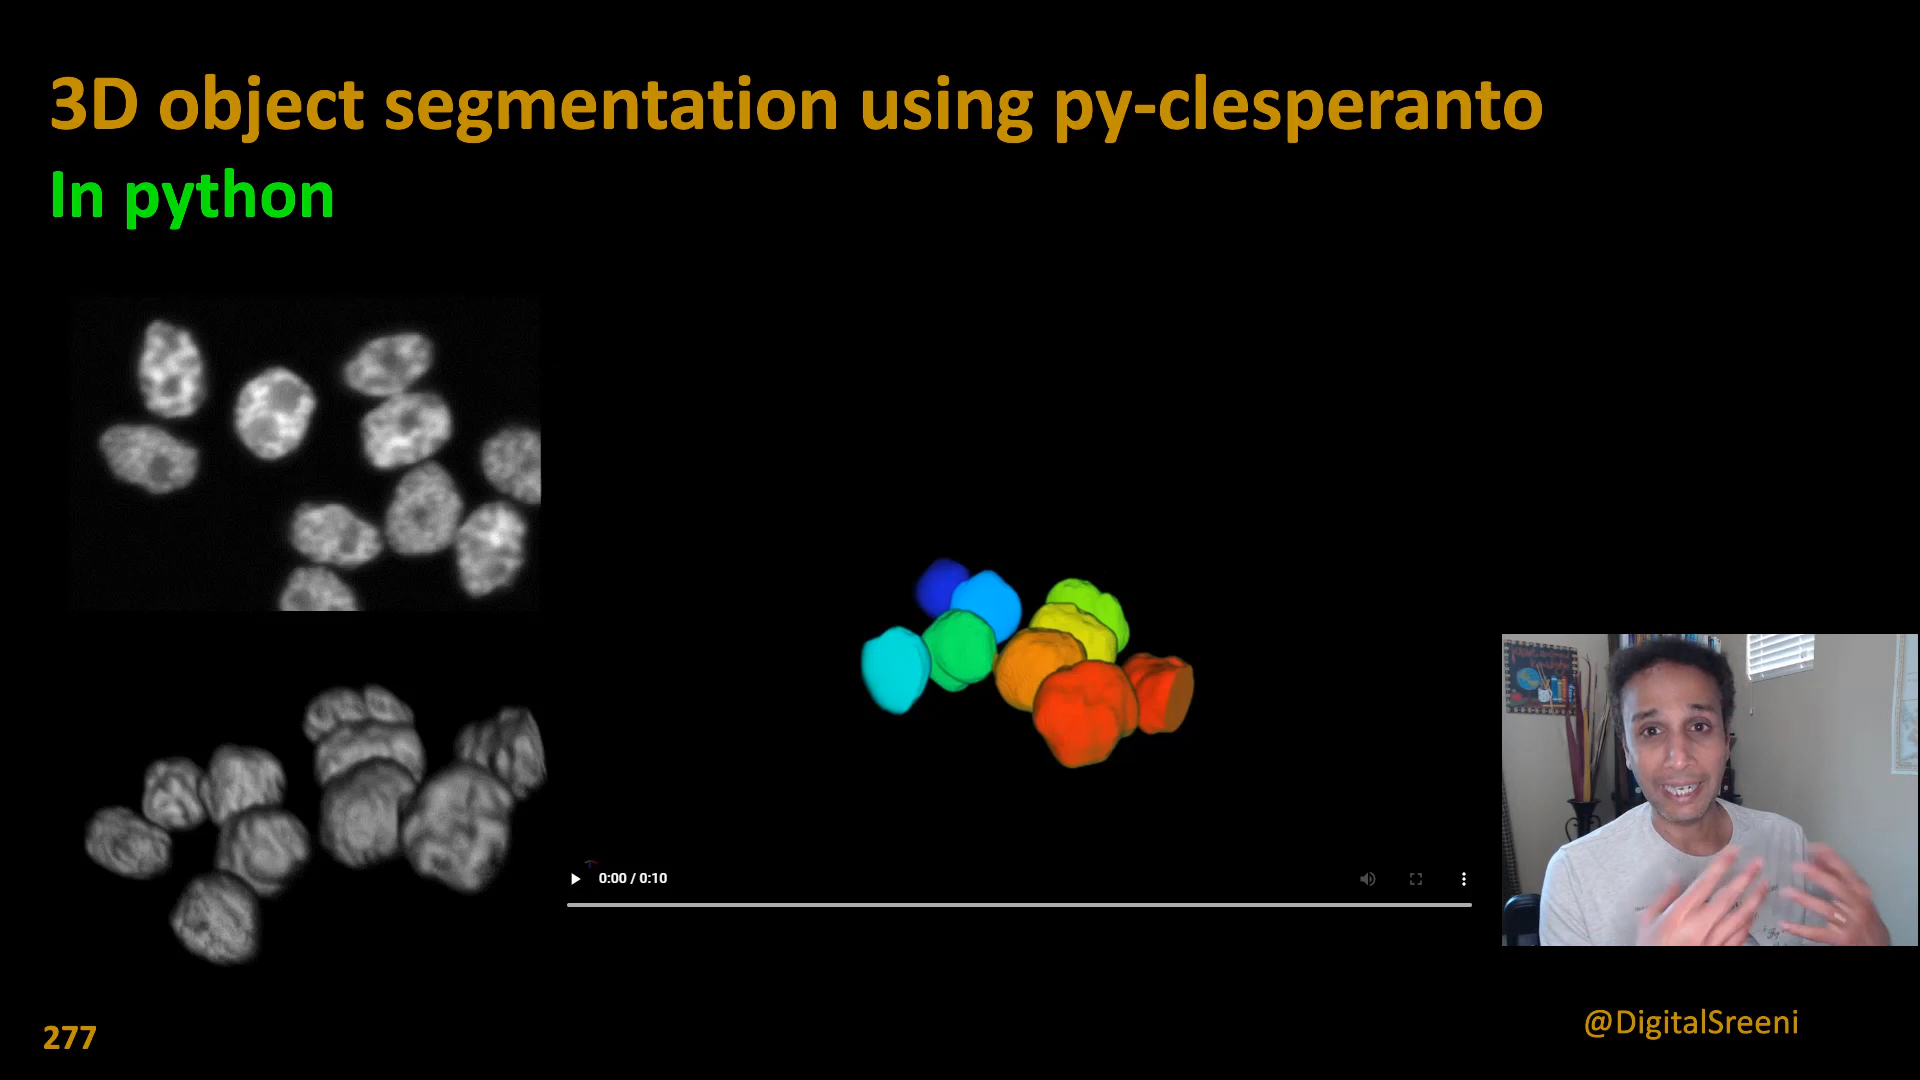 3D object segmentation using py-clesperanto
In python
0:00 / 0:10
277
@DigitalSreeni